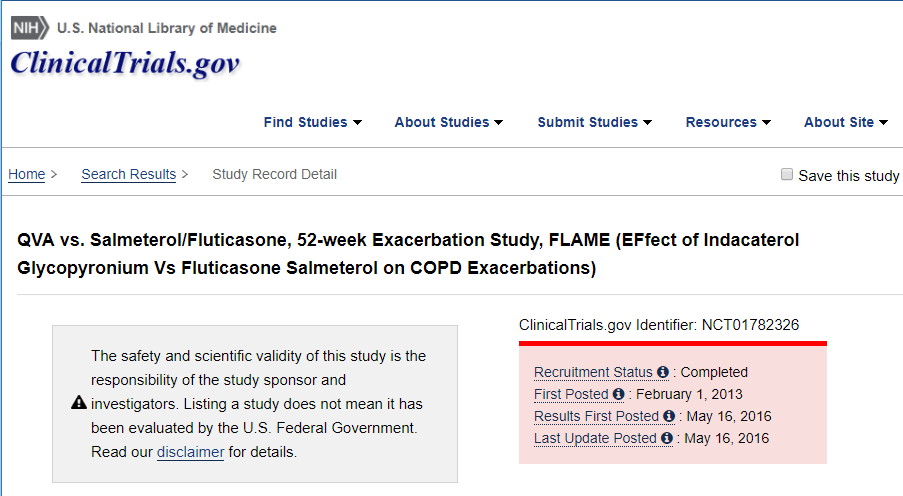 NIH U.S. National Library of Medicine
ClinicalTrials.gov
Find Studies About Studies Submit Studies Resources About Site
Home > Search Results > Study Record Detail
Save this study
QVA vs. Salmeterol/Fluticasone, 52-week Exacerbation Study, FLAME (EFfect of Indacaterol
Glycopyronium Vs Fluticasone Salmeterol on COPD Exacerbations)
The safety and scientific validity of this study is the
responsibility of the study sponsor and
investigators. Listing a study does not mean it has
been evaluated by the U.S. Federal Government.
Read our disclaimer for details.
ClinicalTrials.gov Identifier: NCT01782326
Recruitment Status : Completed
First Posted : February 1, 2013
Results First Posted : May 16, 2016
Last Update Posted : May 16, 2016